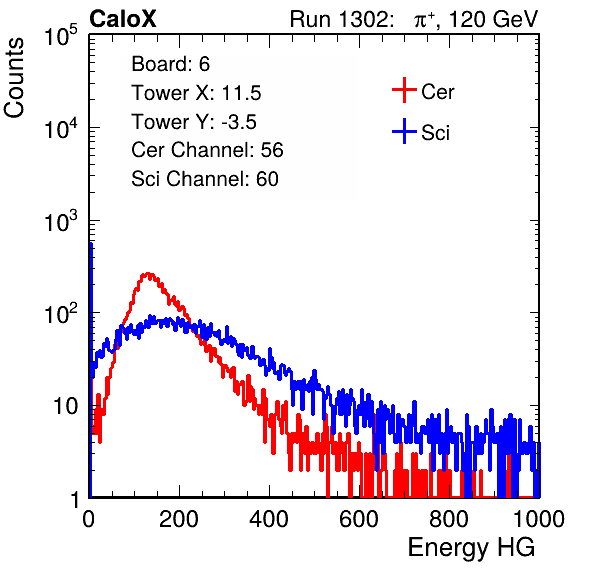 CaloX Run 1302: π⁺, 120 GeV
Board: 6
Tower X: 11.5
Tower Y: -3.5
Cer Channel: 56
Sci Channel: 60
Cer
Sci
Counts
10⁵
10⁴
10³
10²
10
1
0 200 400 600 800 1000
Energy HG